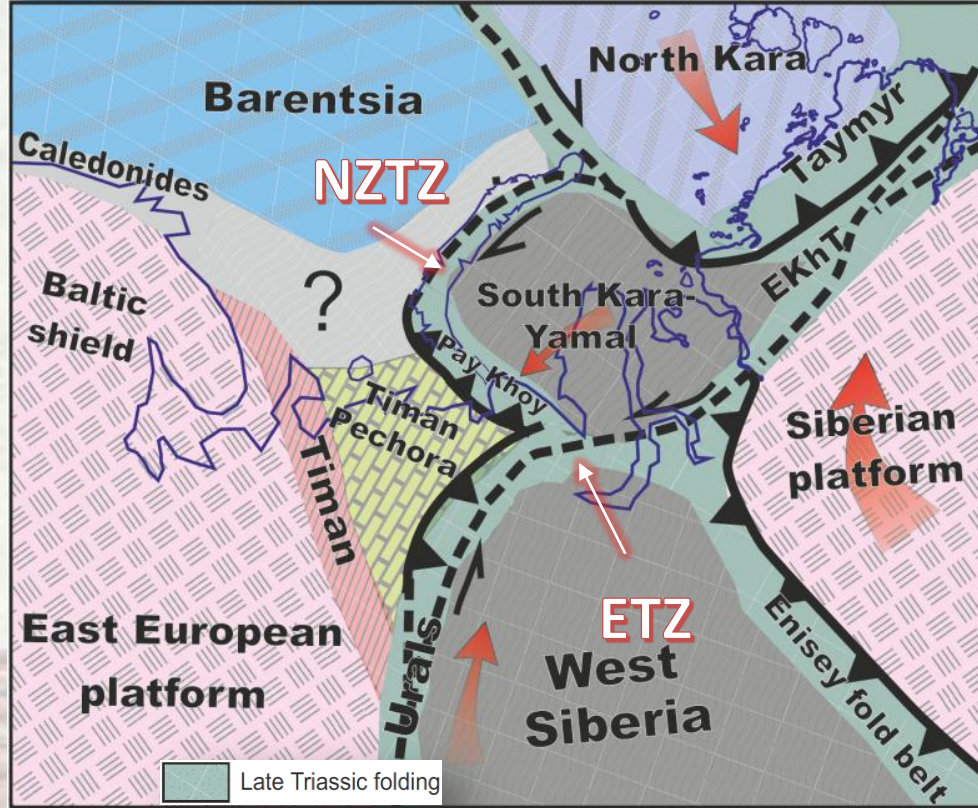 North Kara
Barentsia
Taymyr
Caledonides
NZTZ
EKhT
Baltic
shield
?
South Kara-
Yamal
Pay Khoy
Timan
Pechora
Siberian
platform
Timan
ETZ
East European
platform
Urals
West
Siberia
Enisey fold belt
Late Triassic folding